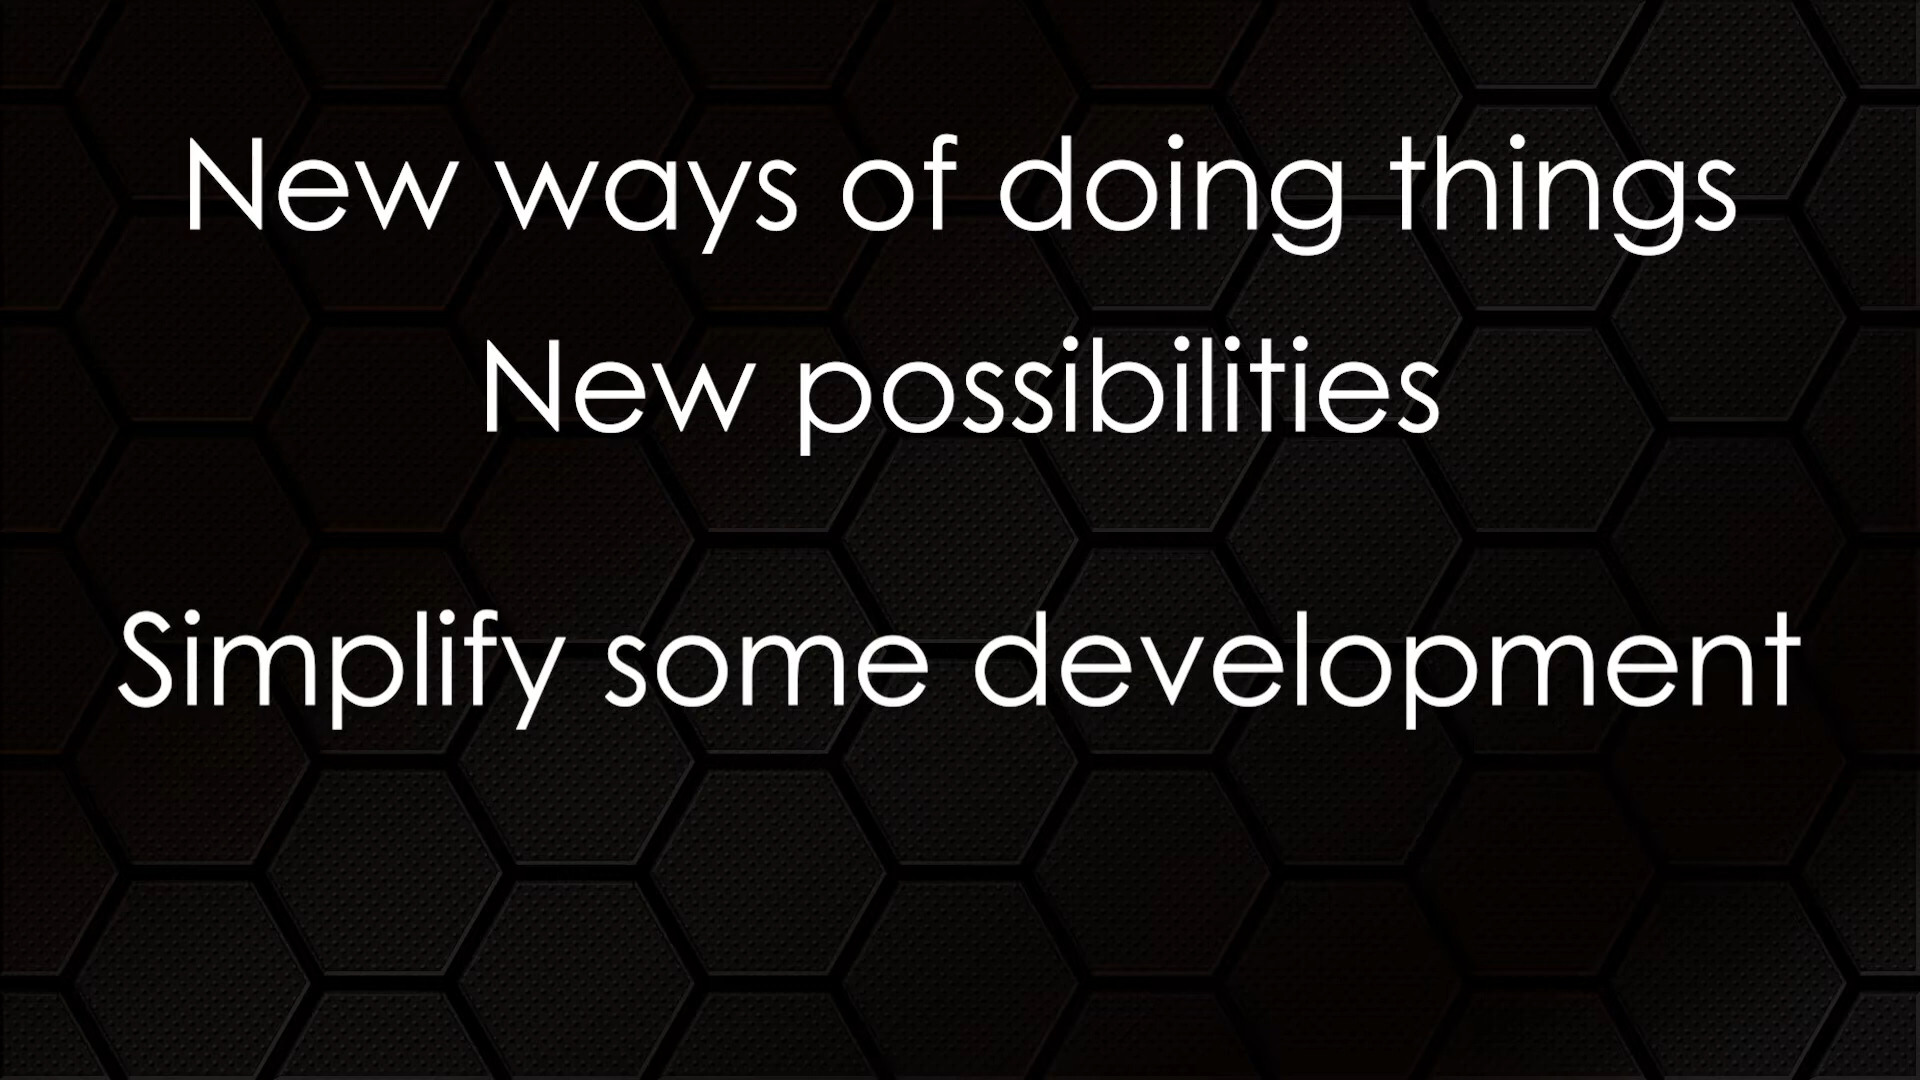 New ways of doing things
New possibilities
Simplify some development